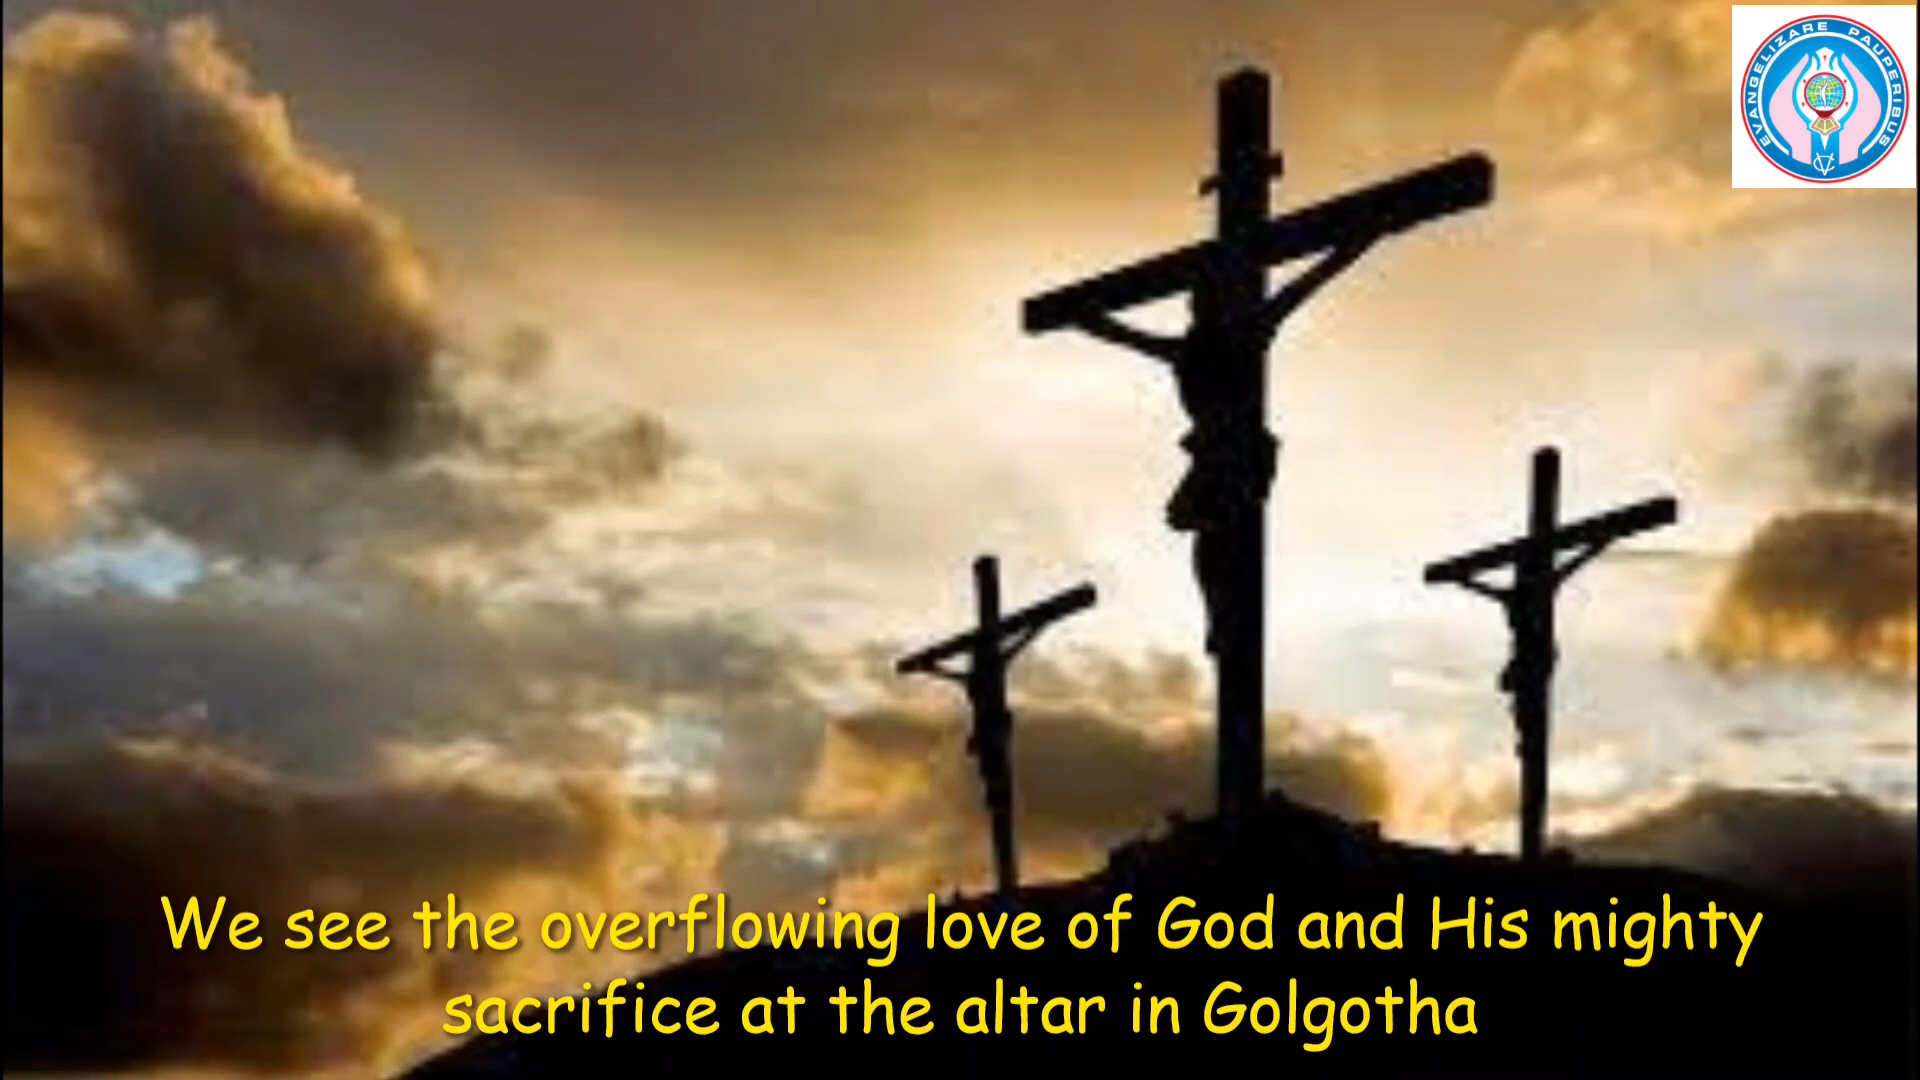 EVANGELIZARE PAUPERIBUS
We see the overflowing love of God and His mighty
sacrifice at the altar in Golgotha